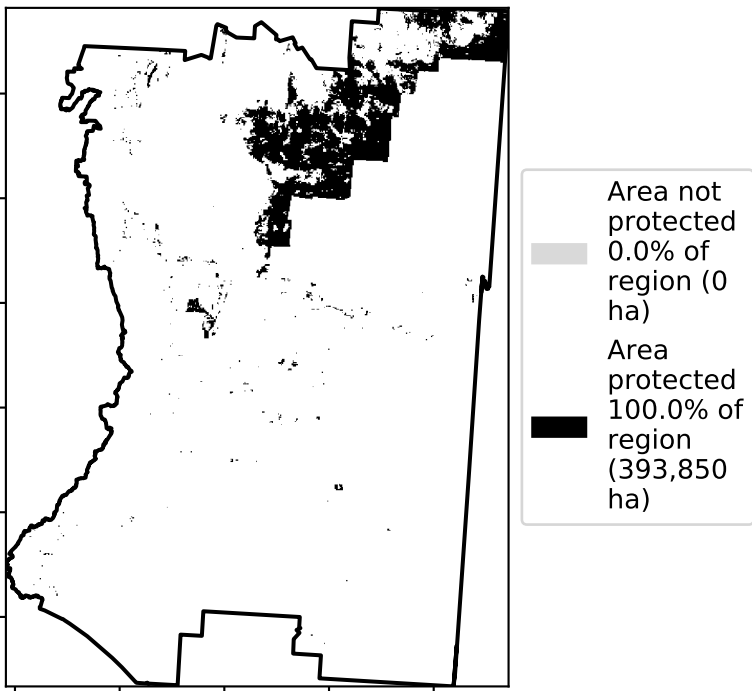 Area not
protected
0.0% of
region (0
ha)
Area
protected
100.0% of
region
(393,850
ha)